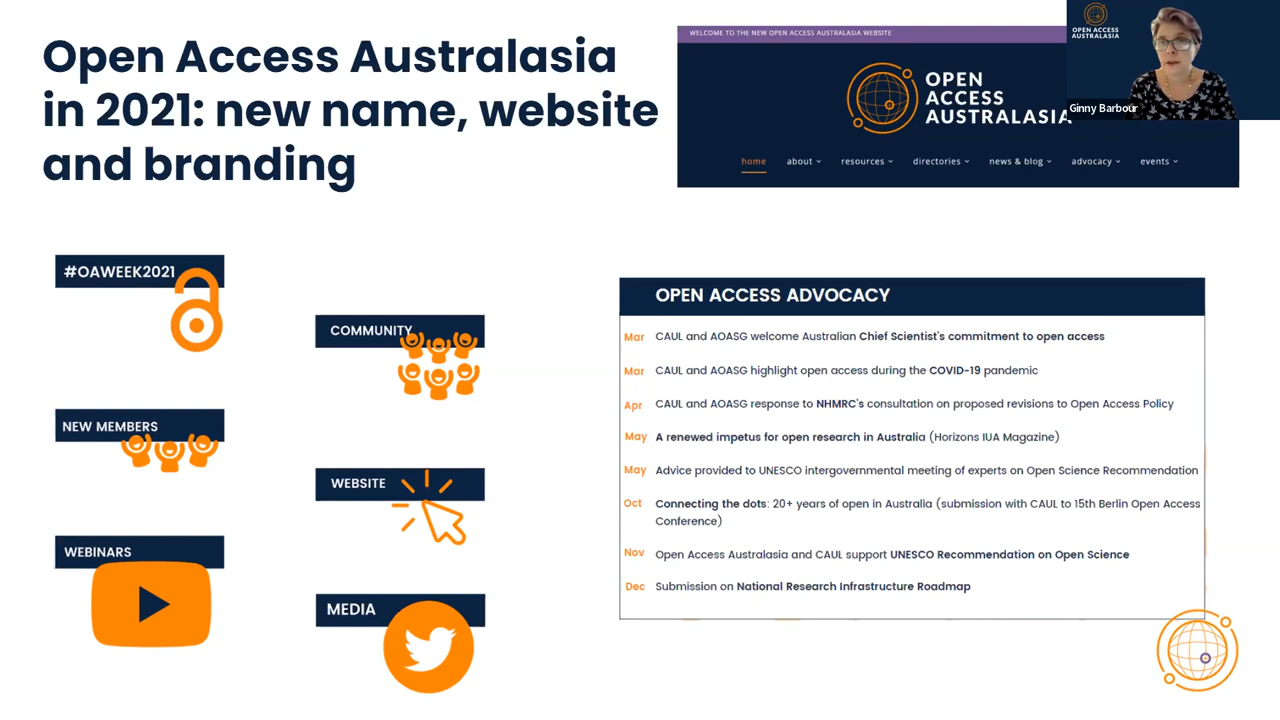 Open Access Australasia
in 2021: new name, website
and branding
WELCOME TO THE NEW OPEN ACCESS AUSTRALASIA WEBSITE
OPEN
ACCESS
AUSTRALASIA
home about resources directories news & blog advocacy events
OPEN ACCESS
AUSTRALASIA
Ginny Barbour
#OAWEEK2021
COMMUNITY
NEW MEMBERS
WEBSITE
WEBINARS
MEDIA
OPEN ACCESS ADVOCACY
Mar CAUL and AOASG welcome Australian Chief Scientist's commitment to open access
Mar CAUL and AOASG highlight open access during the COVID-19 pandemic
Apr CAUL and AOASG response to NHMRC's consultation on proposed revisions to Open Access Policy
May A renewed impetus for open research in Australia (Horizons IUA Magazine)
May Advice provided to UNESCO intergovernmental meeting of experts on Open Science Recommendation
Oct Connecting the dots: 20+ years of open in Australia (submission with CAUL to 15th Berlin Open Access
Conference)
Nov Open Access Australasia and CAUL support UNESCO Recommendation on Open Science
Dec Submission on National Research Infrastructure Roadmap